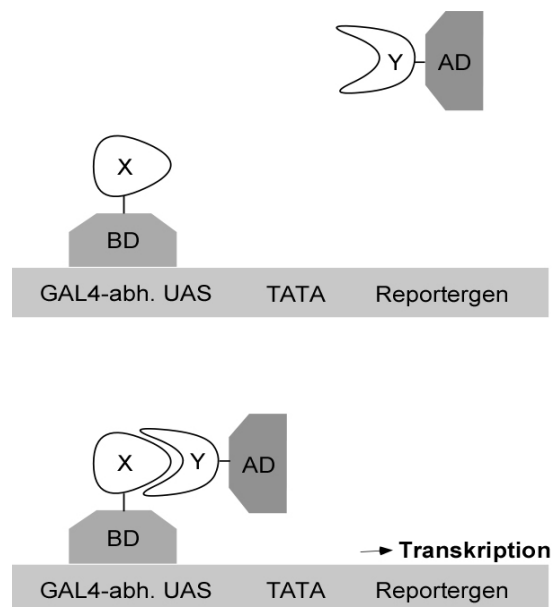 Y AD
X
BD
GAL4-abh. UAS TATA Reportergen
X Y AD
BD
Transkription
GAL4-abh. UAS TATA Reportergen